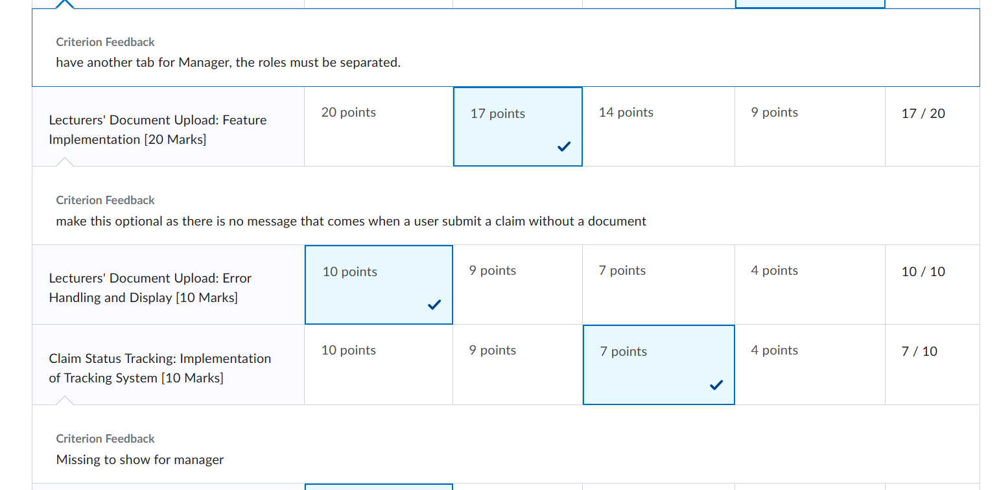 Criterion Feedback
have another tab for Manager, the roles must be separated.
Lecturers' Document Upload: Feature
Implementation [20 Marks]
20 points
17 points
14 points
9 points
17 / 20
Criterion Feedback
make this optional as there is no message that comes when a user submit a claim without a document
Lecturers' Document Upload: Error
Handling and Display [10 Marks]
10 points
9 points
7 points
4 points
10 / 10
Claim Status Tracking: Implementation
of Tracking System [10 Marks]
10 points
9 points
7 points
4 points
7 / 10
Criterion Feedback
Missing to show for manager